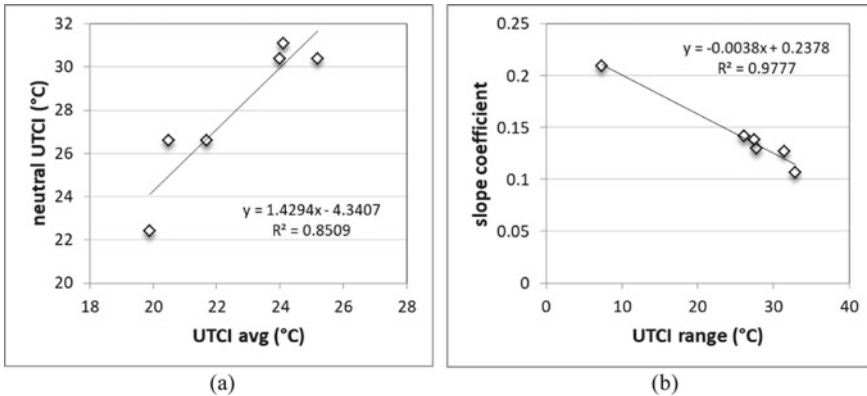 32
30
28
26
24
22
20
neutral UTCI (°C)
y = 1.4294x - 4.3407
R² = 0.8509
18 20 22 24 26 28
UTCI avg (°C)
(a)
0.25
0.2
0.15
0.1
0.05
0
slope coefficient
y = -0.0038x + 0.2378
R² = 0.9777
0 10 20 30 40
UTCI range (°C)
(b)